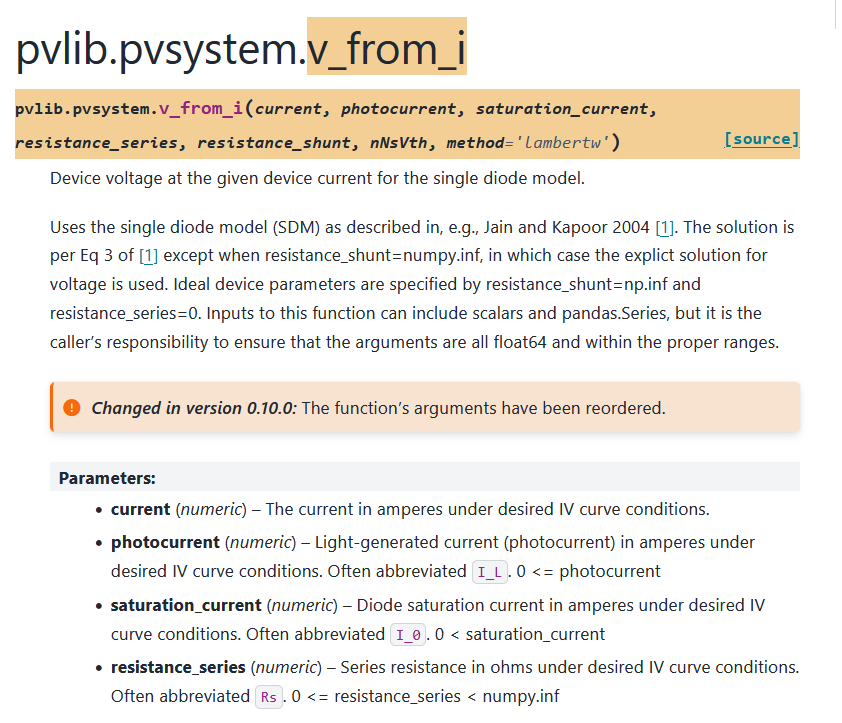 pvlib.pvsystem.v_from_i
pvlib.pvsystem.v_from_i(current, photocurrent, saturation_current,
resistance_series, resistance_shunt, nNsVth, method='lambertw') [source]
Device voltage at the given device current for the single diode model.
Uses the single diode model (SDM) as described in, e.g., Jain and Kapoor 2004 [1]. The solution is
per Eq 3 of [1] except when resistance_shunt=numpy.inf, in which case the explict solution for
voltage is used. Ideal device parameters are specified by resistance_shunt=np.inf and
resistance_series=0. Inputs to this function can include scalars and pandas.Series, but it is the
caller’s responsibility to ensure that the arguments are all float64 and within the proper ranges.
Changed in version 0.10.0: The function’s arguments have been reordered.
Parameters:
• current (numeric) – The current in amperes under desired IV curve conditions.
• photocurrent (numeric) – Light-generated current (photocurrent) in amperes under
desired IV curve conditions. Often abbreviated I_L. 0 <= photocurrent
• saturation_current (numeric) – Diode saturation current in amperes under desired IV
curve conditions. Often abbreviated I_0. 0 < saturation_current
• resistance_series (numeric) – Series resistance in ohms under desired IV curve conditions.
Often abbreviated Rs. 0 <= resistance_series < numpy.inf